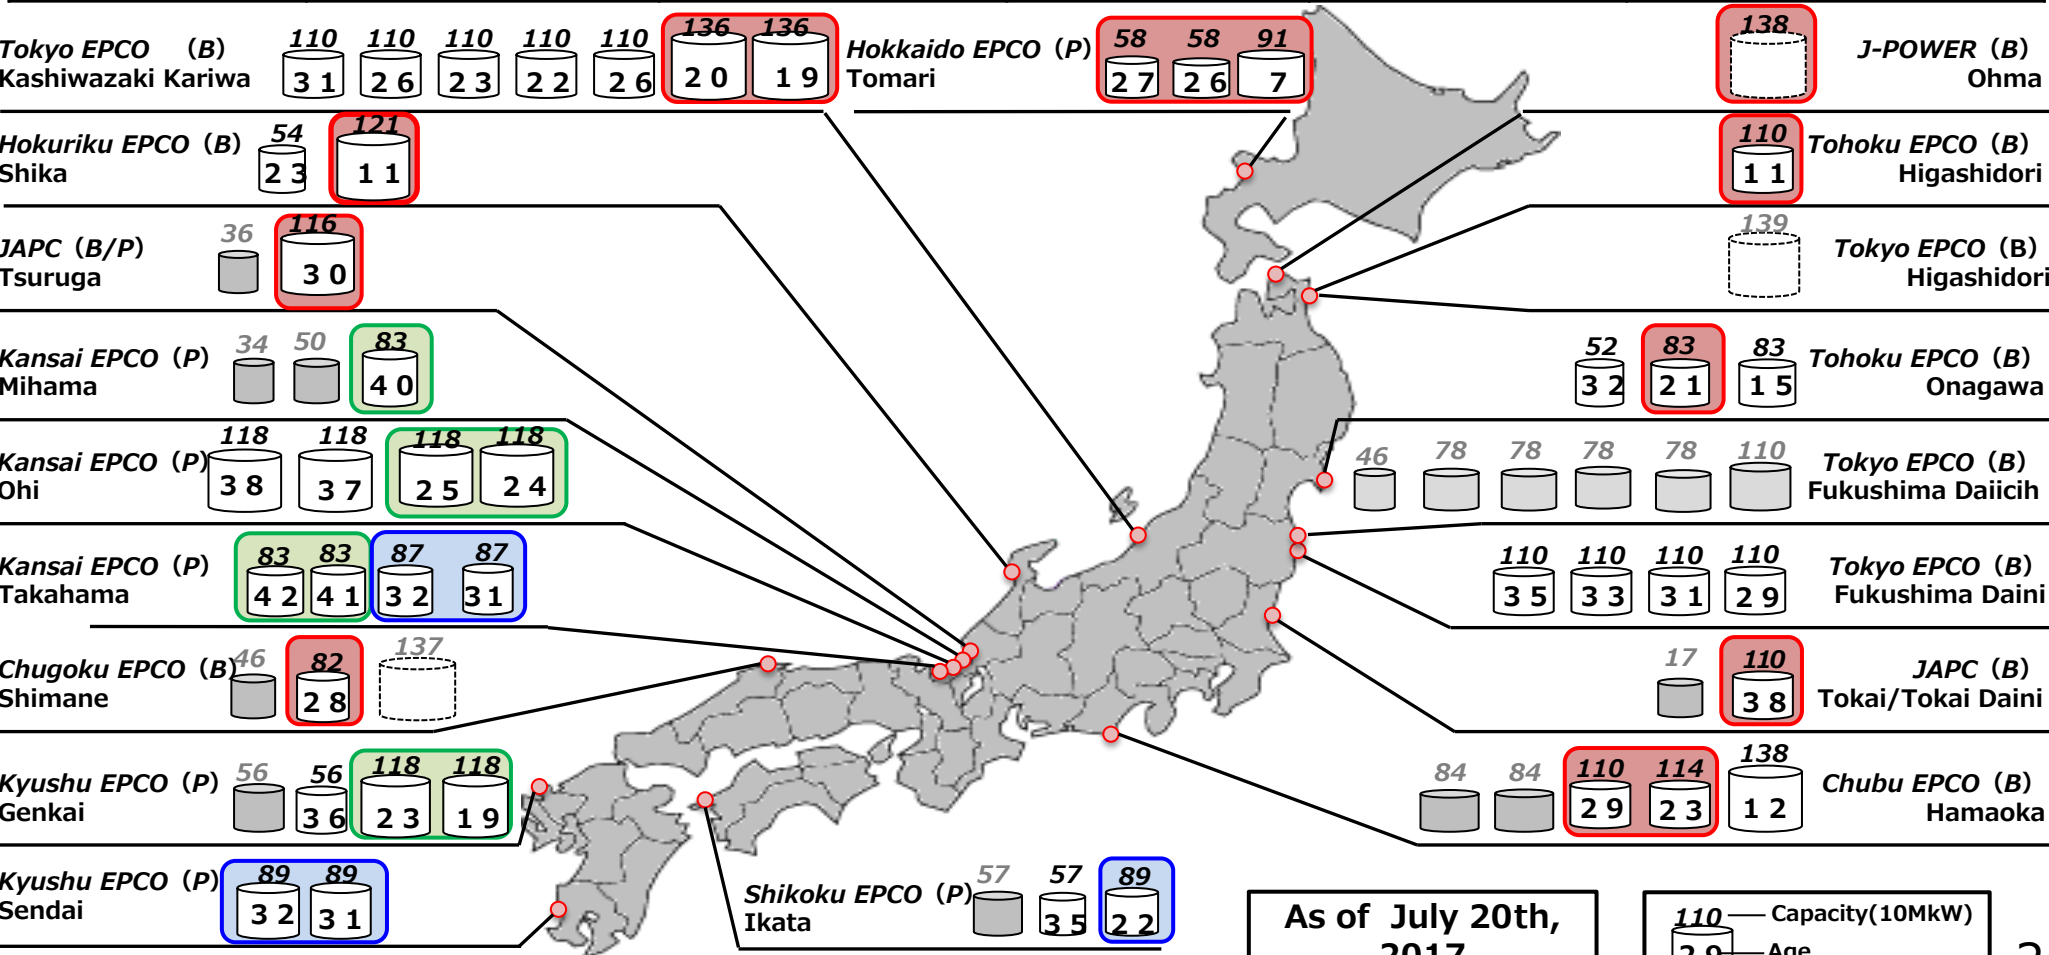 Tokyo EPCO (B)
Kashiwazaki Kariwa
110 110 110 110 110 136 136
31 26 23 22 26 20 19
Hokkaido EPCO (P)
Tomari
58 58 91
27 26 7
138
J-POWER (B)
Ohma
Hokuriku EPCO (B)
Shika
54 121
23 11
110
11
Tohoku EPCO (B)
Higashidori
JAPC (B/P)
Tsuruga
36 116
30
139
Tokyo EPCO (B)
Higashidori
Kansai EPCO (P)
Mihama
34 50 83
40
52 83 83
32 21 15
Tohoku EPCO (B)
Onagawa
Kansai EPCO (P)
Ohi
118 118 118 118
38 37 25 24
46 78 78 78 78 110
Tokyo EPCO (B)
Fukushima Daiicih
Kansai EPCO (P)
Takahama
83 83 87 87
42 41 32 31
110 110 110 110
35 33 31 29
Tokyo EPCO (B)
Fukushima Daini
Chugoku EPCO (B)
Shimane
46 82 137
28
17 110
38
JAPC (B)
Tokai/Tokai Daini
Kyushu EPCO (P)
Genkai
56 56 118 118
36 23 19
84 84 110 114 138
29 23 12
Chubu EPCO (B)
Hamaoka
Kyushu EPCO (P)
Sendai
89 89
32 31
Shikoku EPCO (P)
Ikata
57 57 89
35 22
As of July 20th,
2017
110 Capacity(10MkW)
29 Age